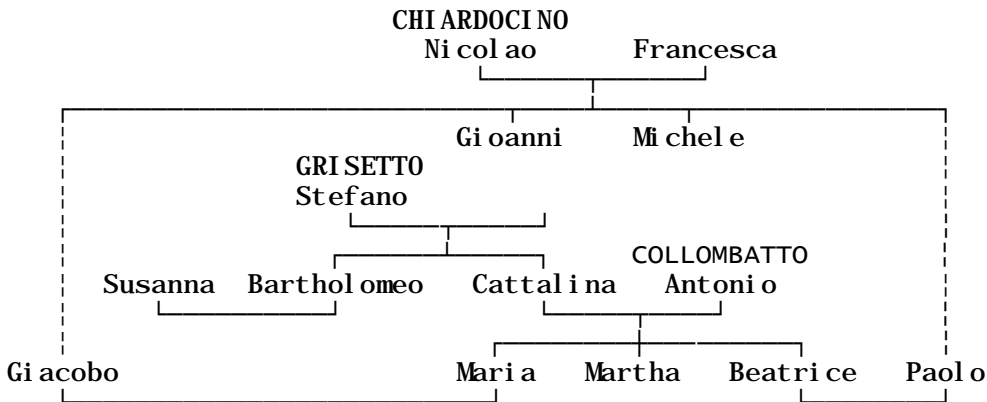 CHIARDOCINO
Nicolao Francesca
Gioanni Michele
GRISETTO
Stefano
COLLOMBATTO
Susanna Bartholomeo Cattalina Antonio
Giacobo Maria Martha Beatrice Paolo